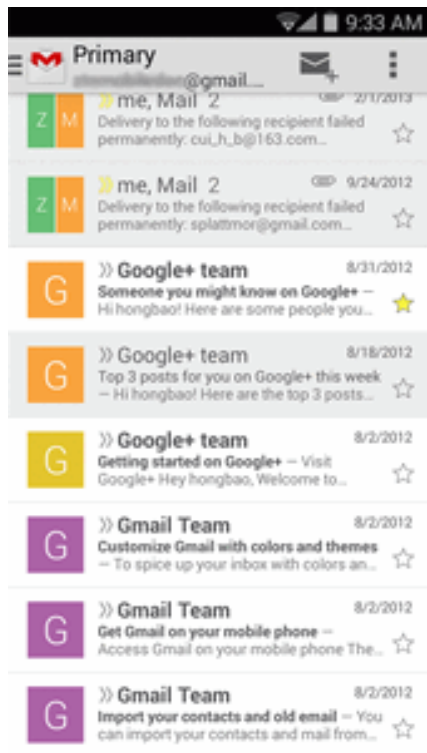 9:33 AM
Primary
@gmail....
Z M
me, Mail 2 2/1/2013
Delivery to the following recipient failed
permanently: cui_h_b@163.com...
Z M
me, Mail 2 9/24/2012
Delivery to the following recipient failed
permanently: splattmor@gmail.com...
G
Google+ team 8/31/2012
Someone you might know on Google+ –
Hi hongbao! Here are some people you...
G
Google+ team 8/18/2012
Top 3 posts for you on Google+ this week
– Hi hongbao! Here are the top 3 posts...
G
Google+ team 8/2/2012
Getting started on Google+ – Visit
Google+ Hey hongbao, Welcome to...
G
Gmail Team 8/2/2012
Customize Gmail with colors and themes
– To spice up your inbox with colors an...
G
Gmail Team 8/2/2012
Get Gmail on your mobile phone –
Access Gmail on your mobile phone The...
G
Gmail Team 8/2/2012
Import your contacts and old email – You
can import your contacts and mail from...